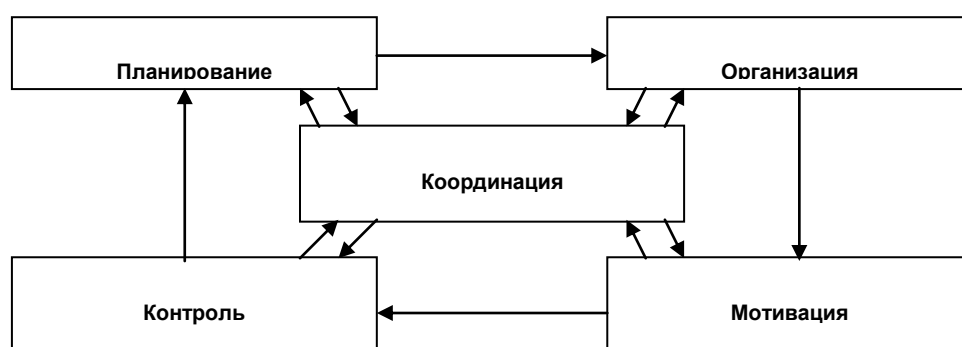 Планирование
Организация
Координация
Контроль
Мотивация